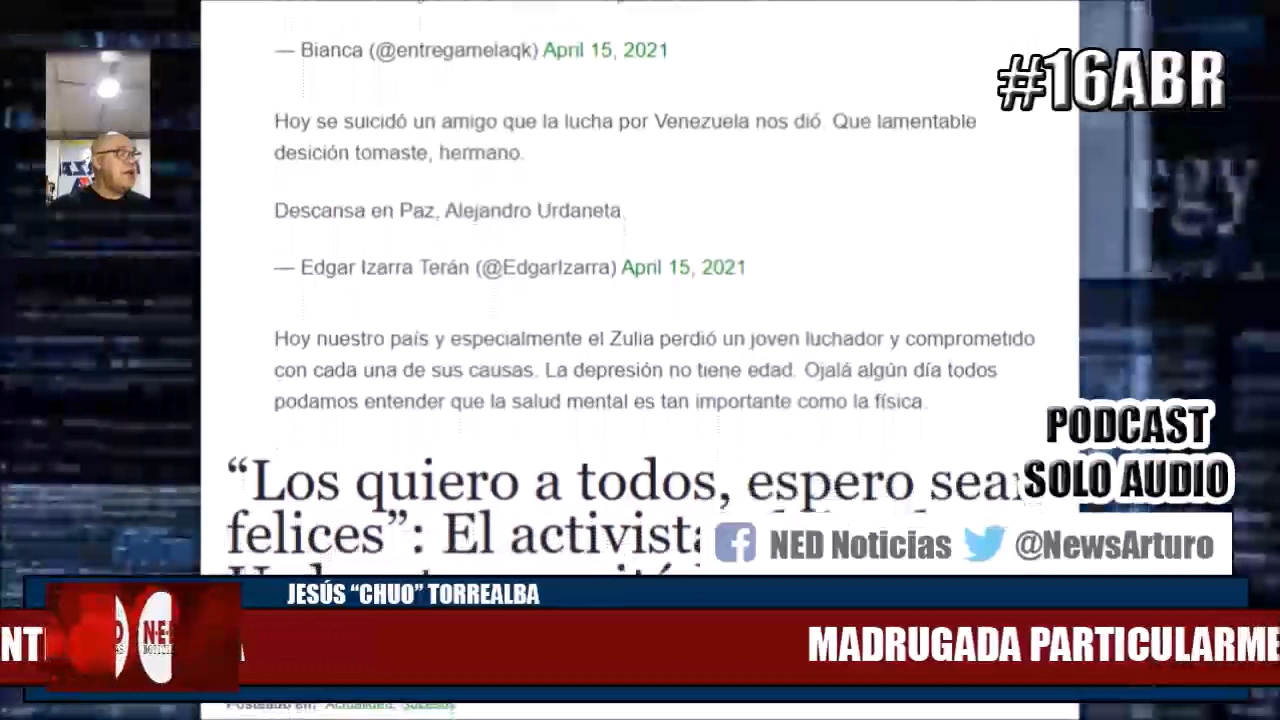 — Bianca (@entregamelaqk) April 15, 2021
#16ABR
Hoy se suicidó un amigo que la lucha por Venezuela nos dió. Que lamentable
desición tomaste, hermano.
Descansa en Paz, Alejandro Urdaneta.
— Edgar Izarra Terán (@EdgarIzarra) April 15, 2021
Hoy nuestro país y especialmente el Zulia perdió un joven luchador y comprometido
con cada una de sus causas. La depresión no tiene edad. Ojalá algún día todos
podamos entender que la salud mental es tan importante como la física.
PODCAST
SOLO AUDIO
“Los quiero a todos, espero sean
felices”: El activista
NED Noticias @NewsArturo
JESÚS “CHUO” TORREALBA
MADRUGADA PARTICULARME
Posteado en: Actualidad, Sucesos